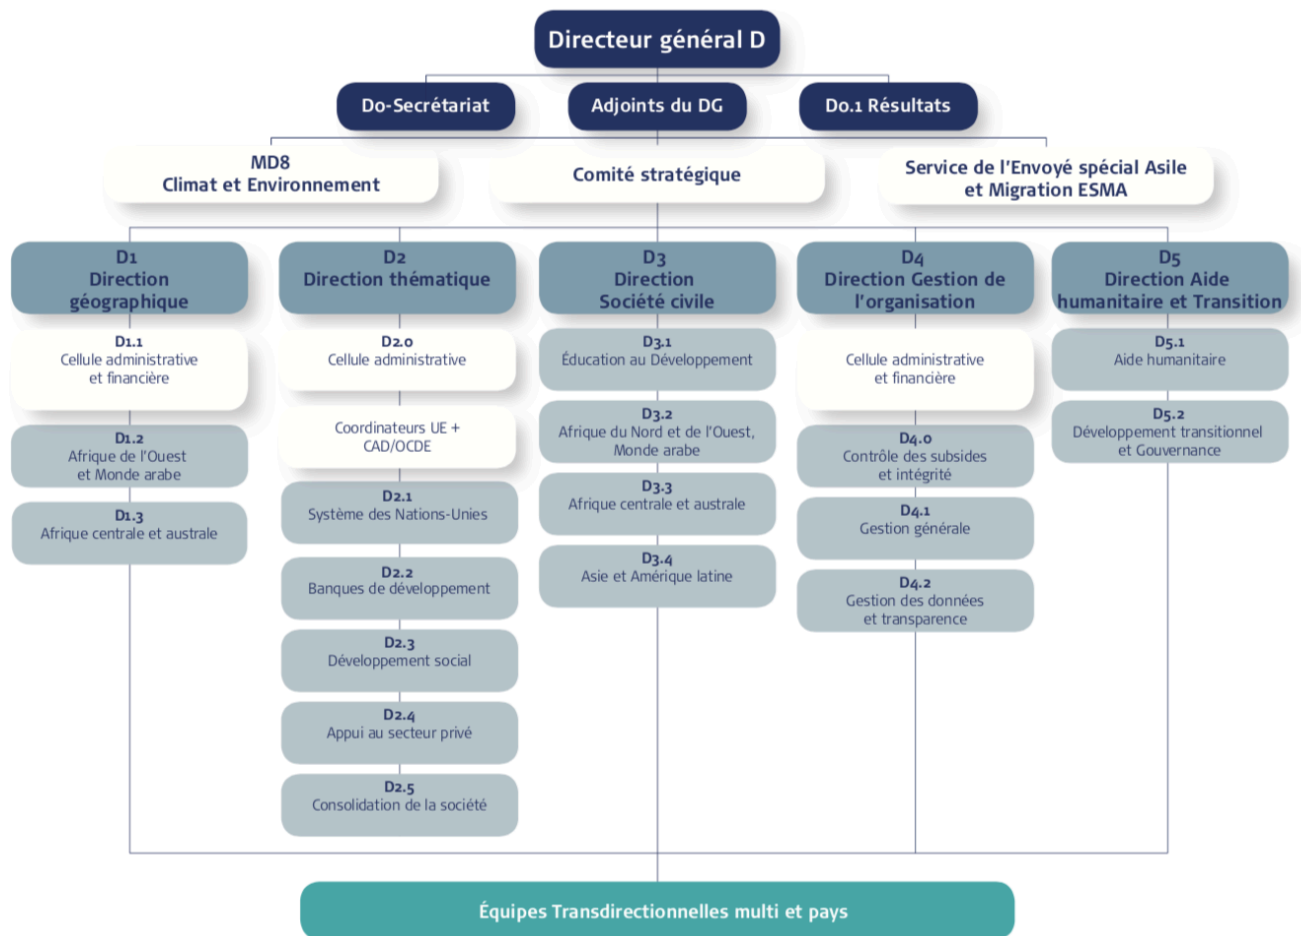 Directeur général D
Do-Secrétariat
Adjoints du DG
Do.1 Résultats
MD8
Climat et Environnement
Comité stratégique
Service de l'Envoyé spécial Asile
et Migration ESMA
D1
Direction
géographique
D1.1
Cellule administrative
et financière
D1.2
Afrique de l'Ouest
et Monde arabe
D1.3
Afrique centrale et australe
D2
Direction thématique
D2.0
Cellule administrative
Coordinateurs UE +
CAD/OCDE
D2.1
Système des Nations-Unies
D2.2
Banques de développement
D2.3
Développement social
D2.4
Appui au secteur privé
D2.5
Consolidation de la société
D3
Direction
Société civile
D3.1
Éducation au Développement
D3.2
Afrique du Nord et de l'Ouest,
Monde arabe
D3.3
Afrique centrale et australe
D3.4
Asie et Amérique latine
D4
Direction Gestion de
l'organisation
Cellule administrative
et financière
D4.0
Contrôle des subsides
et intégrité
D4.1
Gestion générale
D4.2
Gestion des données
et transparence
D5
Direction Aide
humanitaire et Transition
D5.1
Aide humanitaire
D5.2
Développement transitionnel
et Gouvernance
Équipes Transdirectionnelles multi et pays